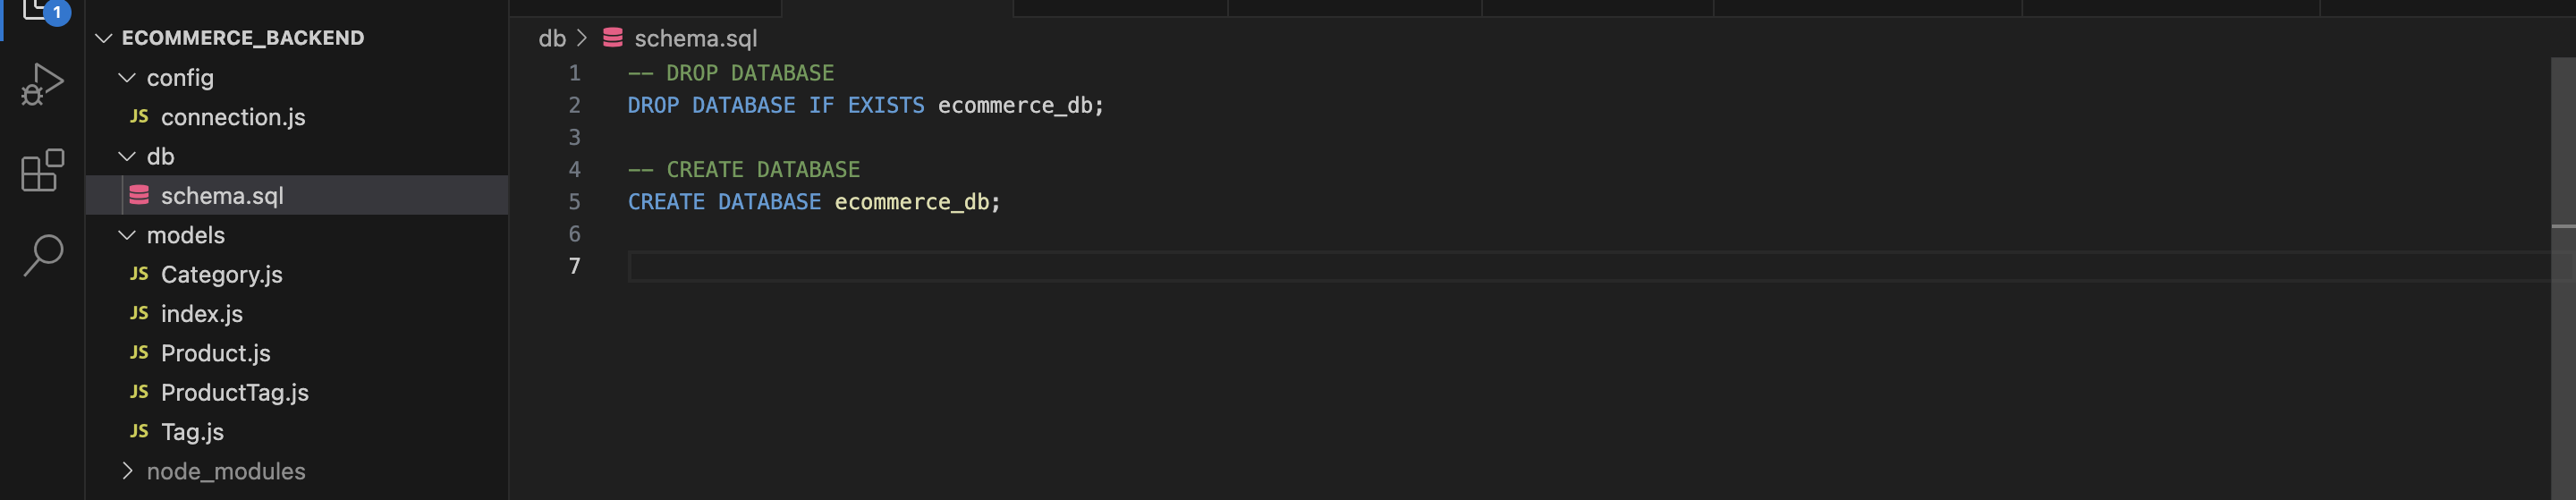 1
ECOMMERCE_BACKEND
config
JS connection.js
db
schema.sql
models
JS Category.js
JS index.js
JS Product.js
JS ProductTag.js
JS Tag.js
node_modules
db > schema.sql
1 -- DROP DATABASE
2 DROP DATABASE IF EXISTS ecommerce_db;
3
4 -- CREATE DATABASE
5 CREATE DATABASE ecommerce_db;
6
7